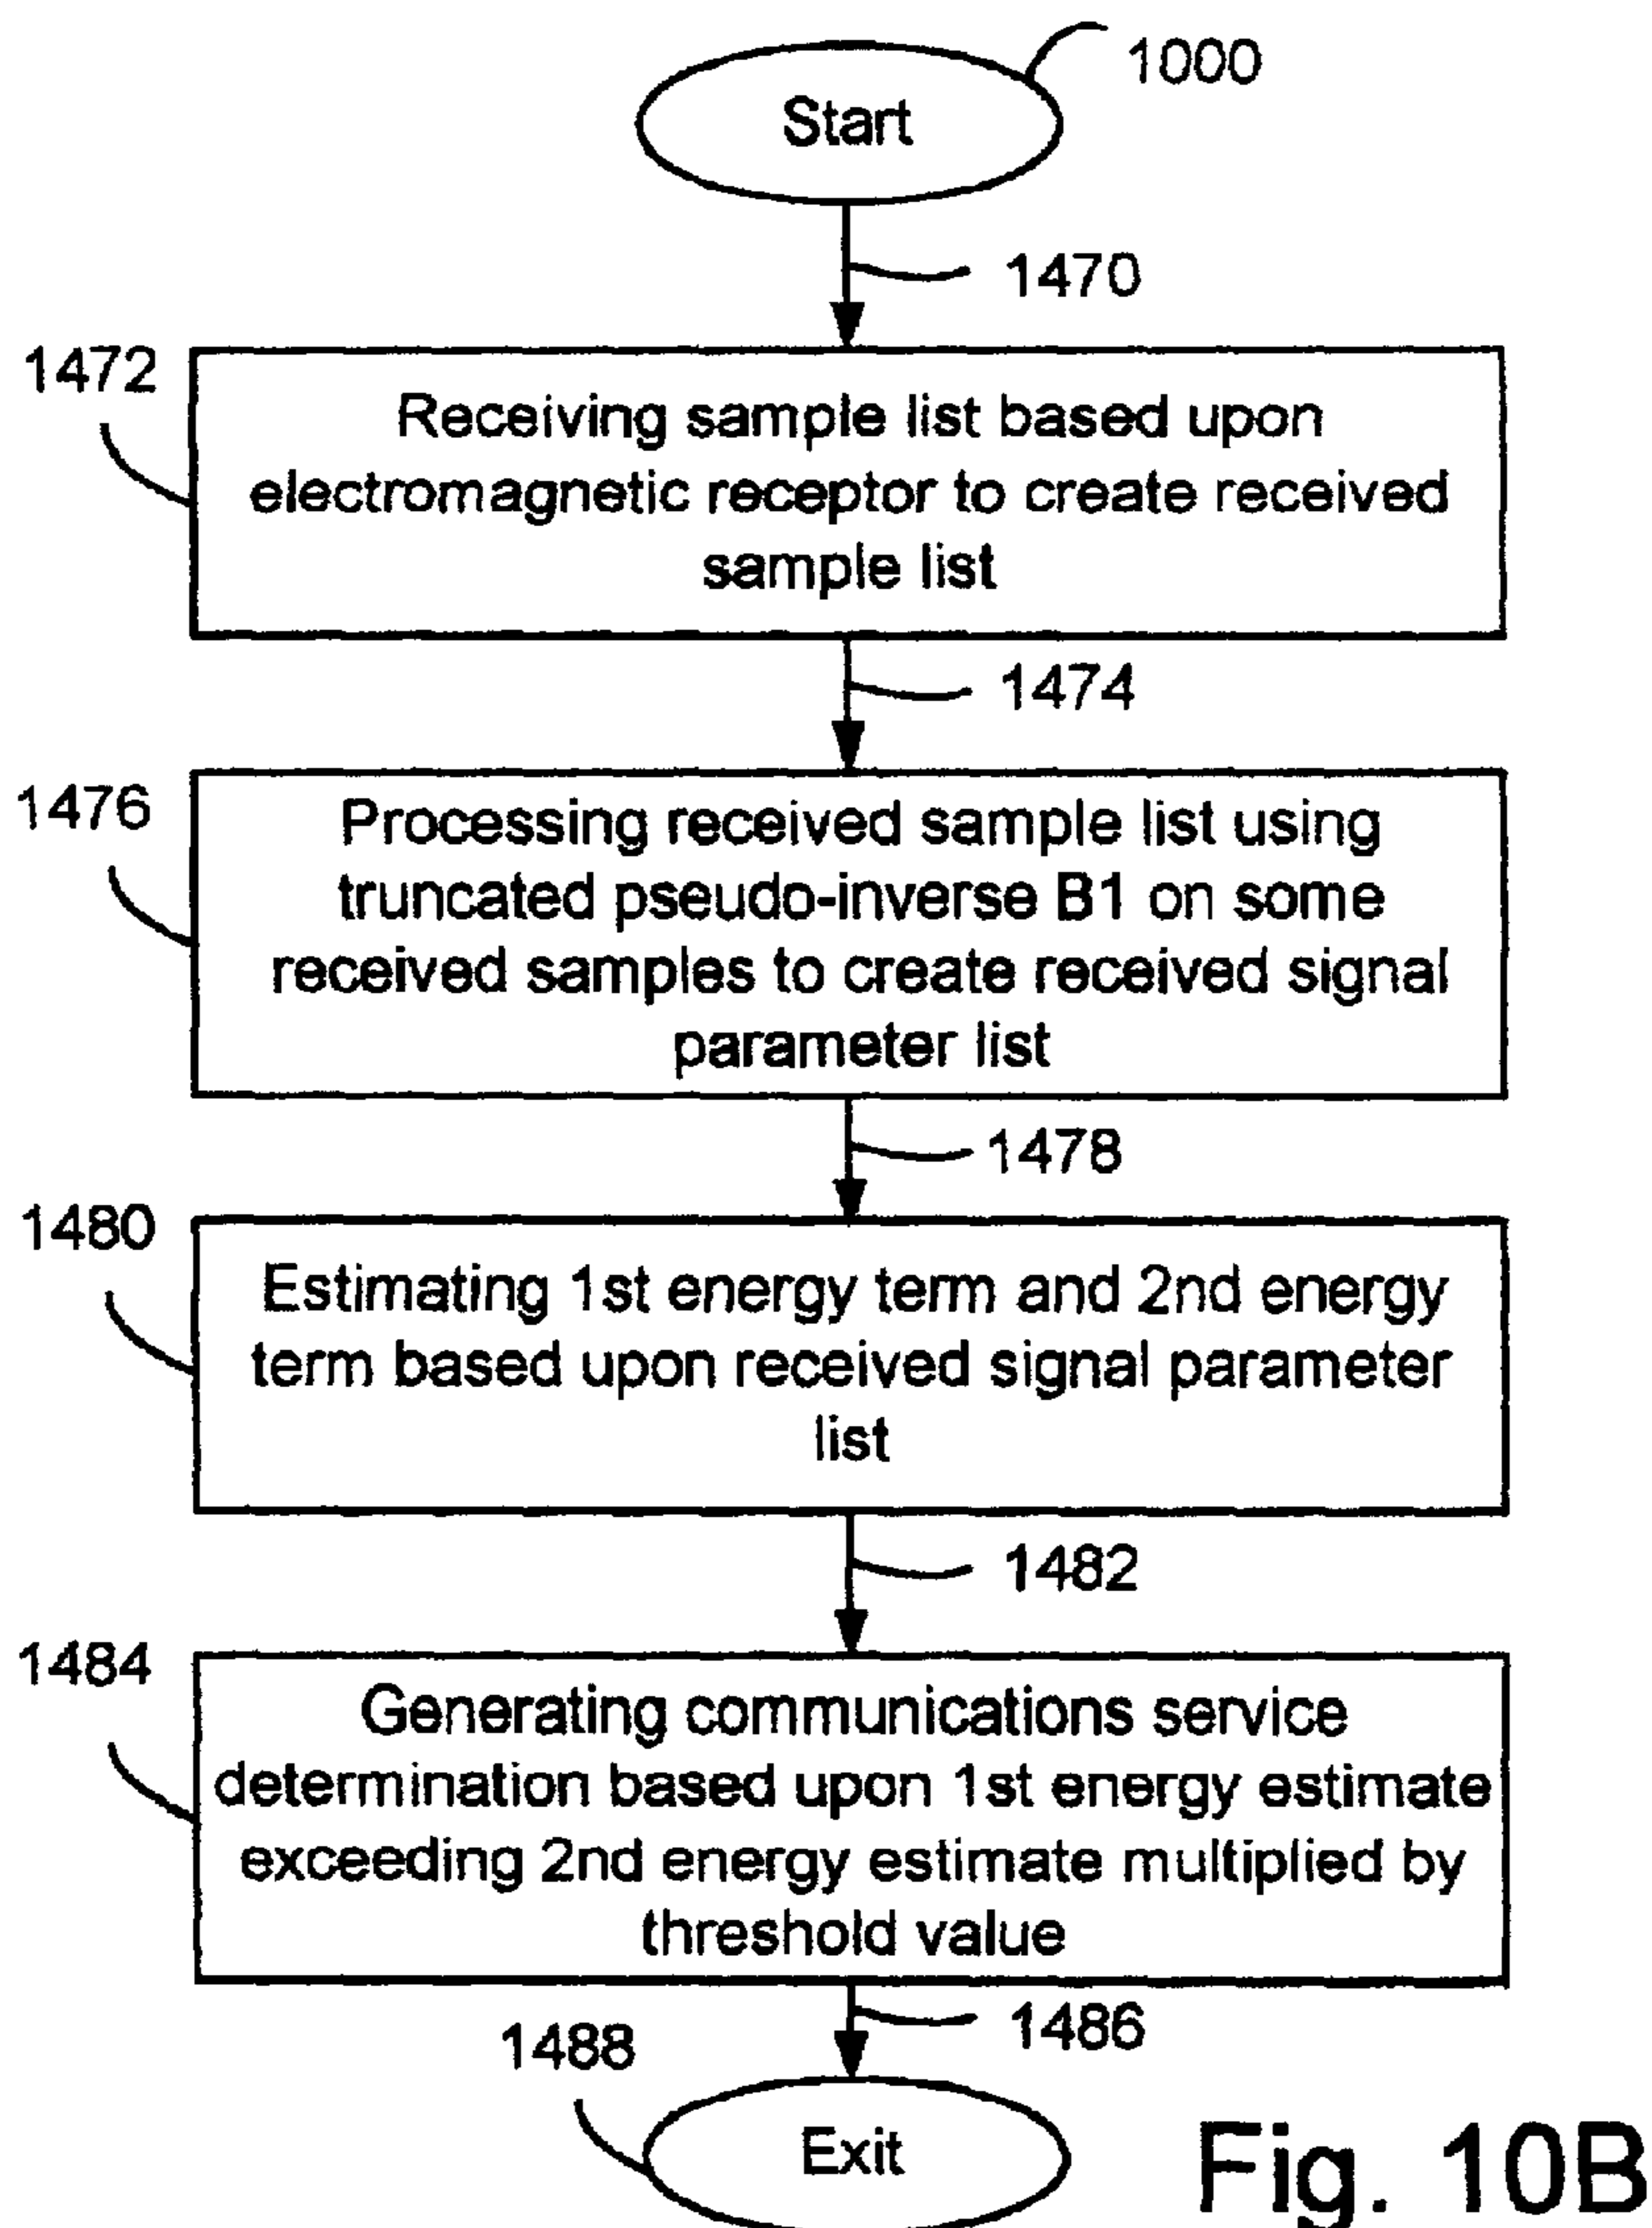 1000
Start
1470
1472
Receiving sample list based upon
electromagnetic receptor to create received
sample list
1474
1476
Processing received sample list using
truncated pseudo-inverse B1 on some
received samples to create received signal
parameter list
1478
1480
Estimating 1st energy term and 2nd energy
term based upon received signal parameter
list
1482
1484
Generating communications service
determination based upon 1st energy estimate
exceeding 2nd energy estimate multiplied by
threshold value
1486
1488
Exit
Fig. 10B